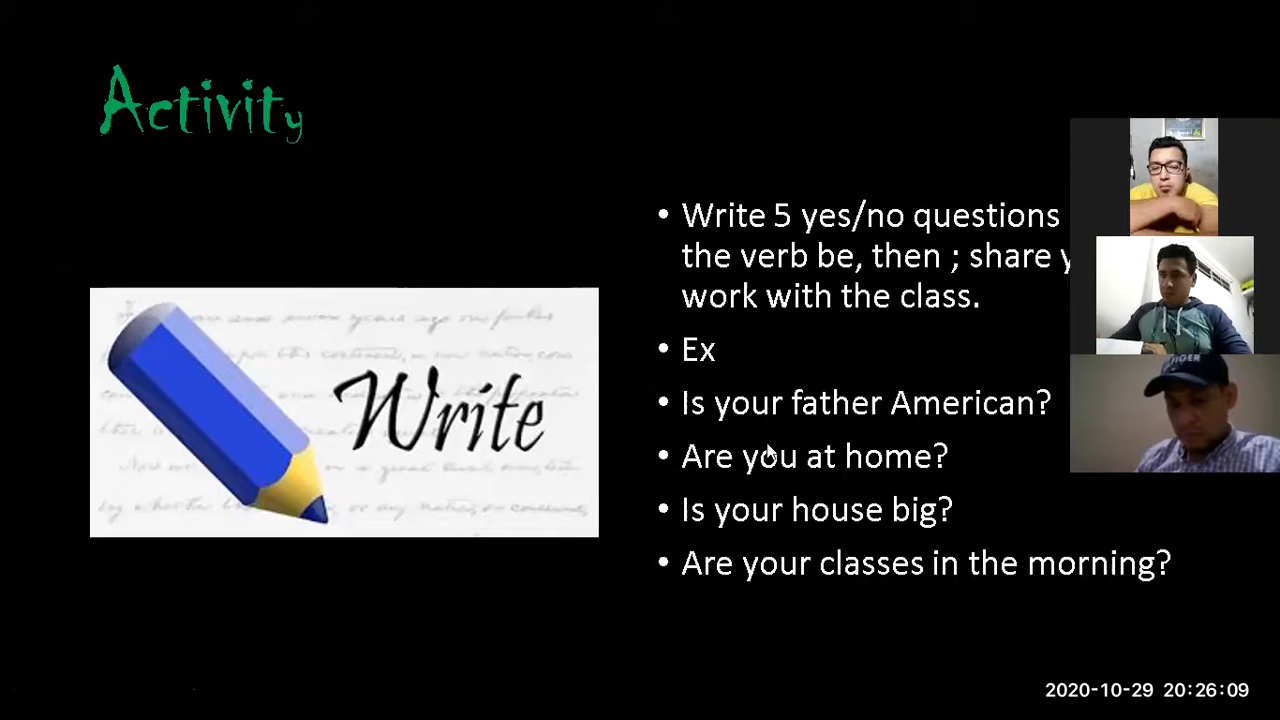 Activity
• Write 5 yes/no questions
the verb be, then ; share
work with the class.
• Ex
• Is your father American?
• Are you at home?
• Is your house big?
• Are your classes in the morning?
Write
2020-10-29 20:26:09